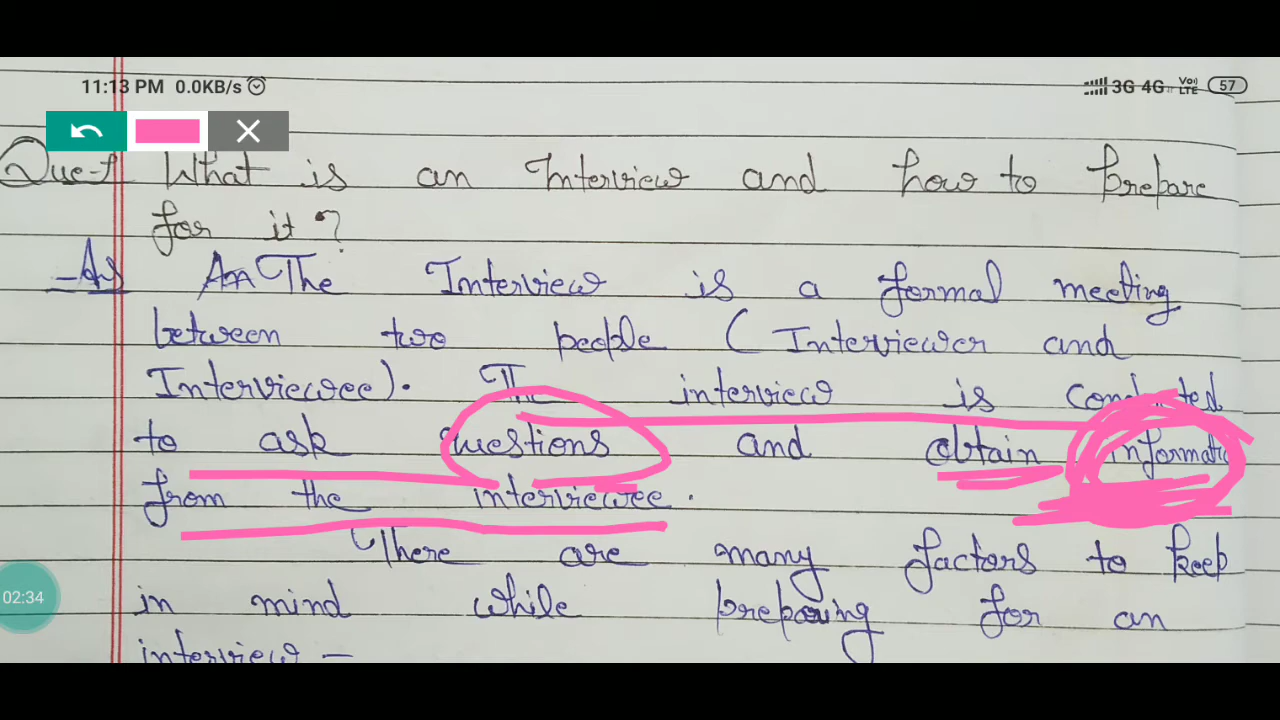 11:13 PM 0.0KB/s 3G 4G Vo) LTE 57
Que-1 What is an Interview and how to Prepare
for it?
Ans An The Interview is a formal meeting
between two people ( Interviewer and
Interviewee). The interview is conducted
to ask questions and obtain informatio
from the interviewee.
There are many factors to keep
02:34
in mind while preparing for an
interview -